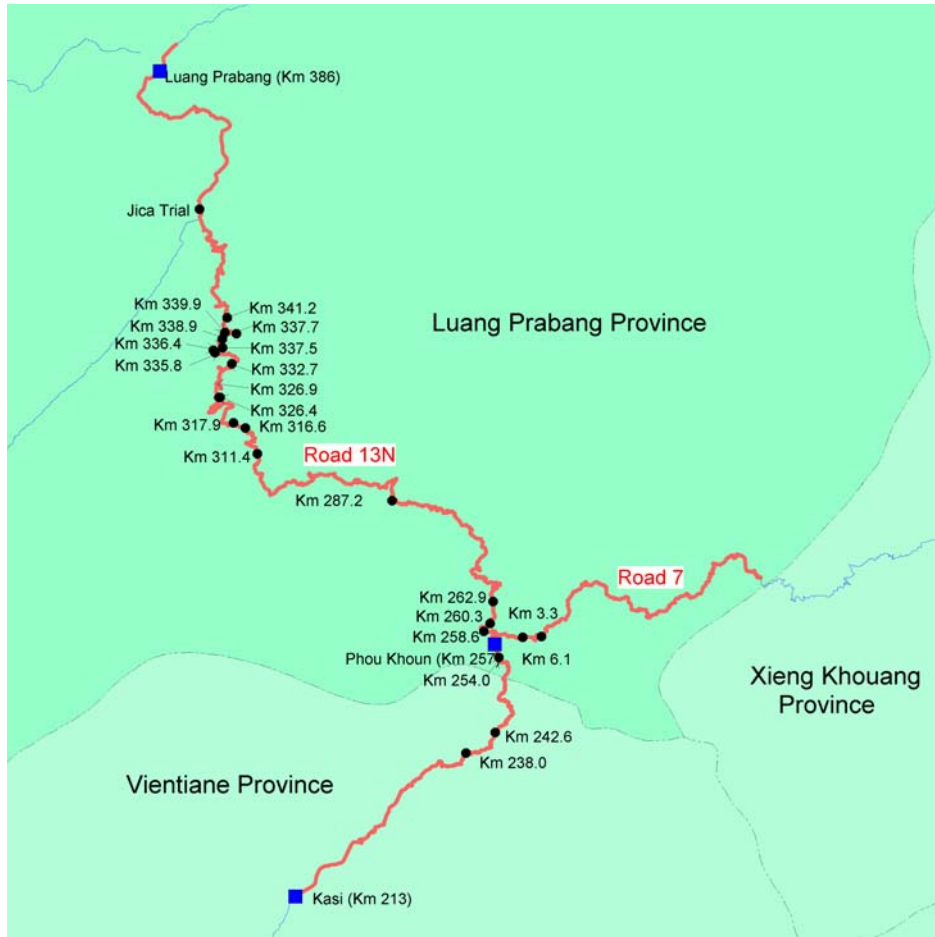 Luang Prabang (Km 386)
Jica Trial
Km 339.9
Km 341.2
Km 338.9
Km 337.7
Km 336.4
Km 337.5
Km 335.8
Km 332.7
Luang Prabang Province
Km 326.9
Km 326.4
Km 317.9
Km 316.6
Km 311.4
Road 13N
Km 287.2
Road 7
Km 262.9
Km 260.3
Km 3.3
Km 258.6
Phou Khoun (Km 257)
Km 6.1
Km 254.0
Xieng Khouang
Province
Km 242.6
Km 238.0
Vientiane Province
Kasi (Km 213)